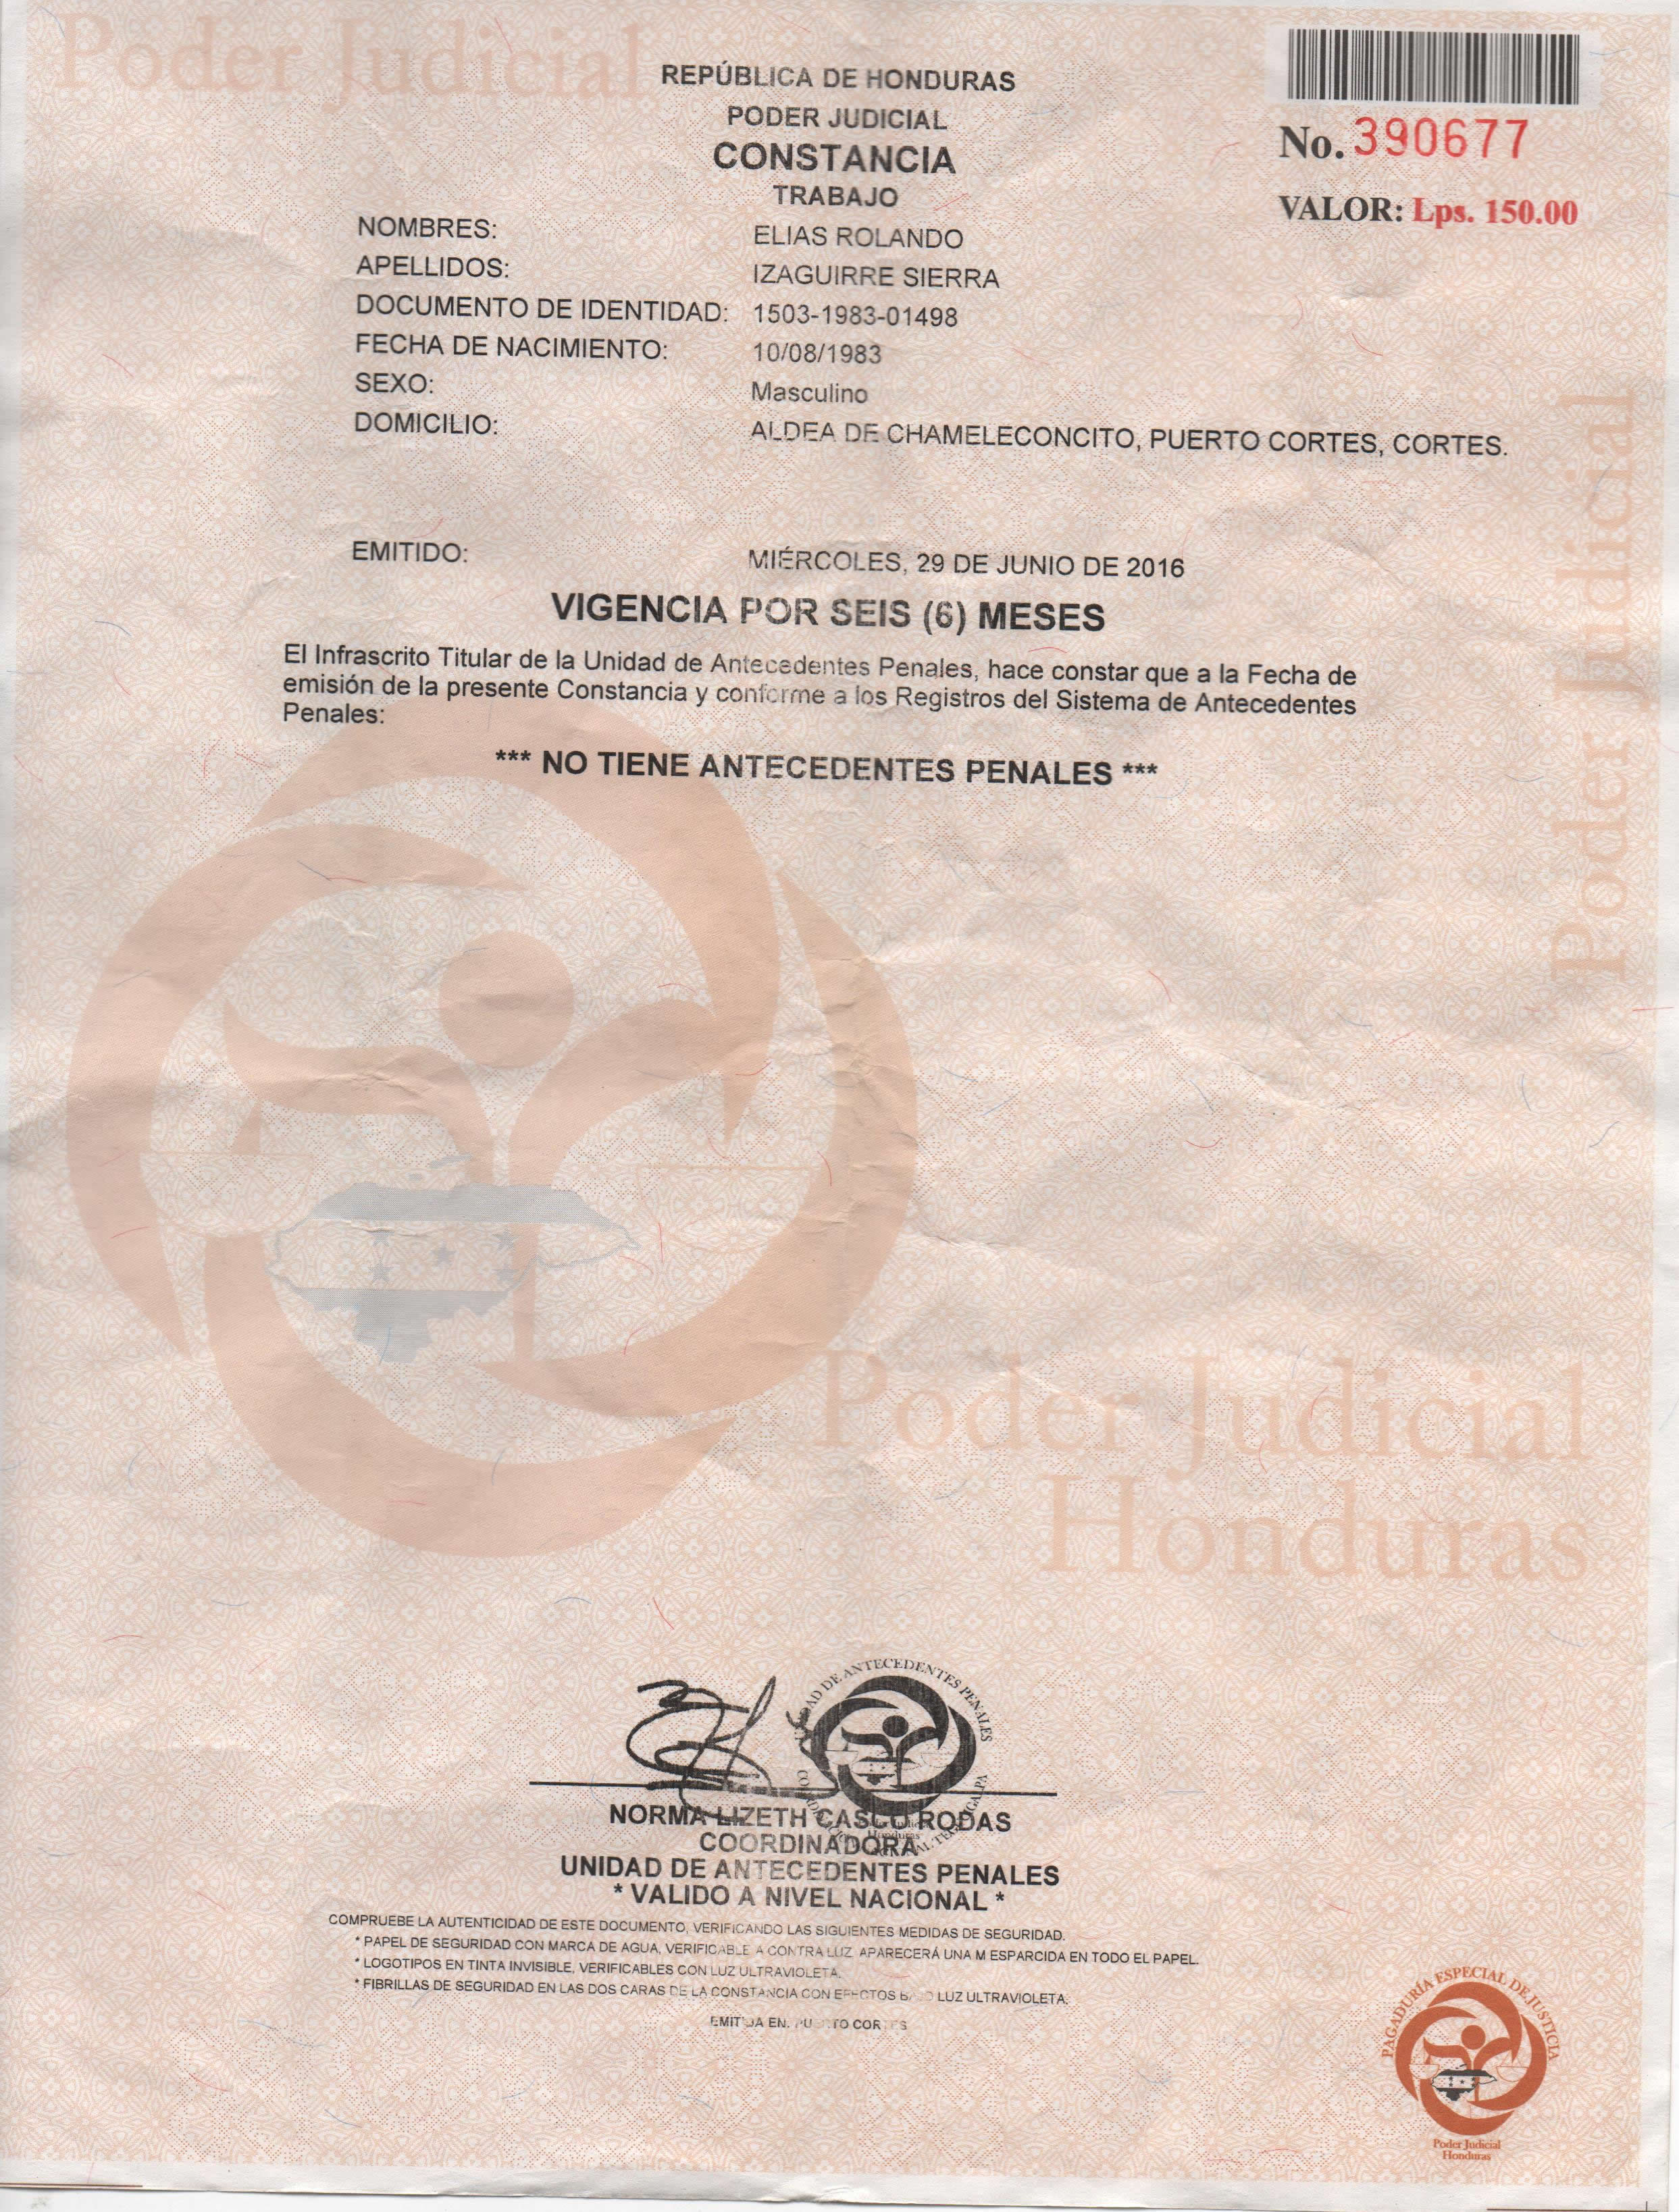 Poder Judicial
REPÚBLICA DE HONDURAS
PODER JUDICIAL
CONSTANCIA
TRABAJO
No. 390677
VALOR: Lps. 150.00
NOMBRES: ELIAS ROLANDO
APELLIDOS: IZAGUIRRE SIERRA
DOCUMENTO DE IDENTIDAD: 1503-1983-01498
FECHA DE NACIMIENTO: 10/08/1983
SEXO: Masculino
DOMICILIO: ALDEA DE CHAMELECONCITO, PUERTO CORTES, CORTES.
Poder Judicial
EMITIDO: MIÉRCOLES, 29 DE JUNIO DE 2016
VIGENCIA POR SEIS (6) MESES
El Infrascrito Titular de la Unidad de Antecedentes Penales, hace constar que a la Fecha de
emisión de la presente Constancia y conforme a los Registros del Sistema de Antecedentes
Penales:
*** NO TIENE ANTECEDENTES PENALES ***
Poder Judicial
Honduras
DE ANTECEDENTES PENALES
NORMA LIZETH CASCO RODAS
COORDINADORA
UNIDAD DE ANTECEDENTES PENALES
* VALIDO A NIVEL NACIONAL *
COMPRUEBE LA AUTENTICIDAD DE ESTE DOCUMENTO, VERIFICANDO LAS SIGUIENTES MEDIDAS DE SEGURIDAD.
* PAPEL DE SEGURIDAD CON MARCA DE AGUA, VERIFICABLE A CONTRA LUZ APARECERÁ UNA M ESPARCIDA EN TODO EL PAPEL.
* LOGOTIPOS EN TINTA INVISIBLE, VERIFICABLES CON LUZ ULTRAVIOLETA.
* FIBRILLAS DE SEGURIDAD EN LAS DOS CARAS DE LA CONSTANCIA CON EFECTOS BAJO LUZ ULTRAVIOLETA.
EMITIDA EN: PUERTO CORTES
PAGADURÍA ESPECIAL DE JUSTICIA
Poder Judicial
Honduras